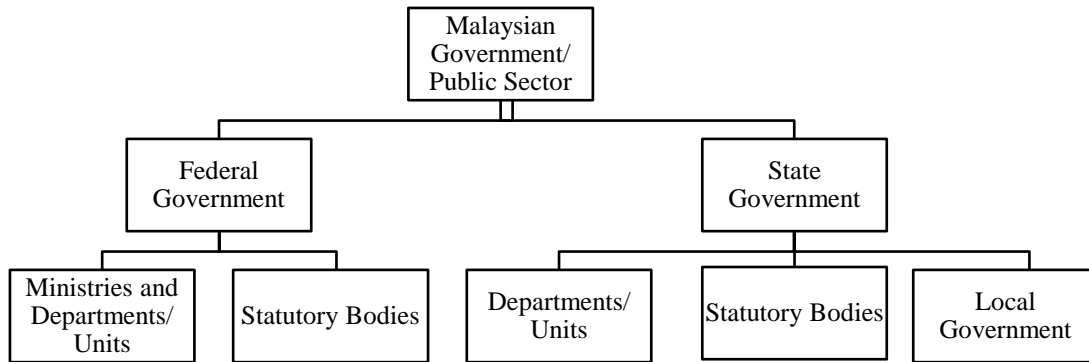 Malaysian
Government/
Public Sector
Federal
Government
State
Government
Ministries and
Departments/
Units
Statutory Bodies
Departments/
Units
Statutory Bodies
Local
Government